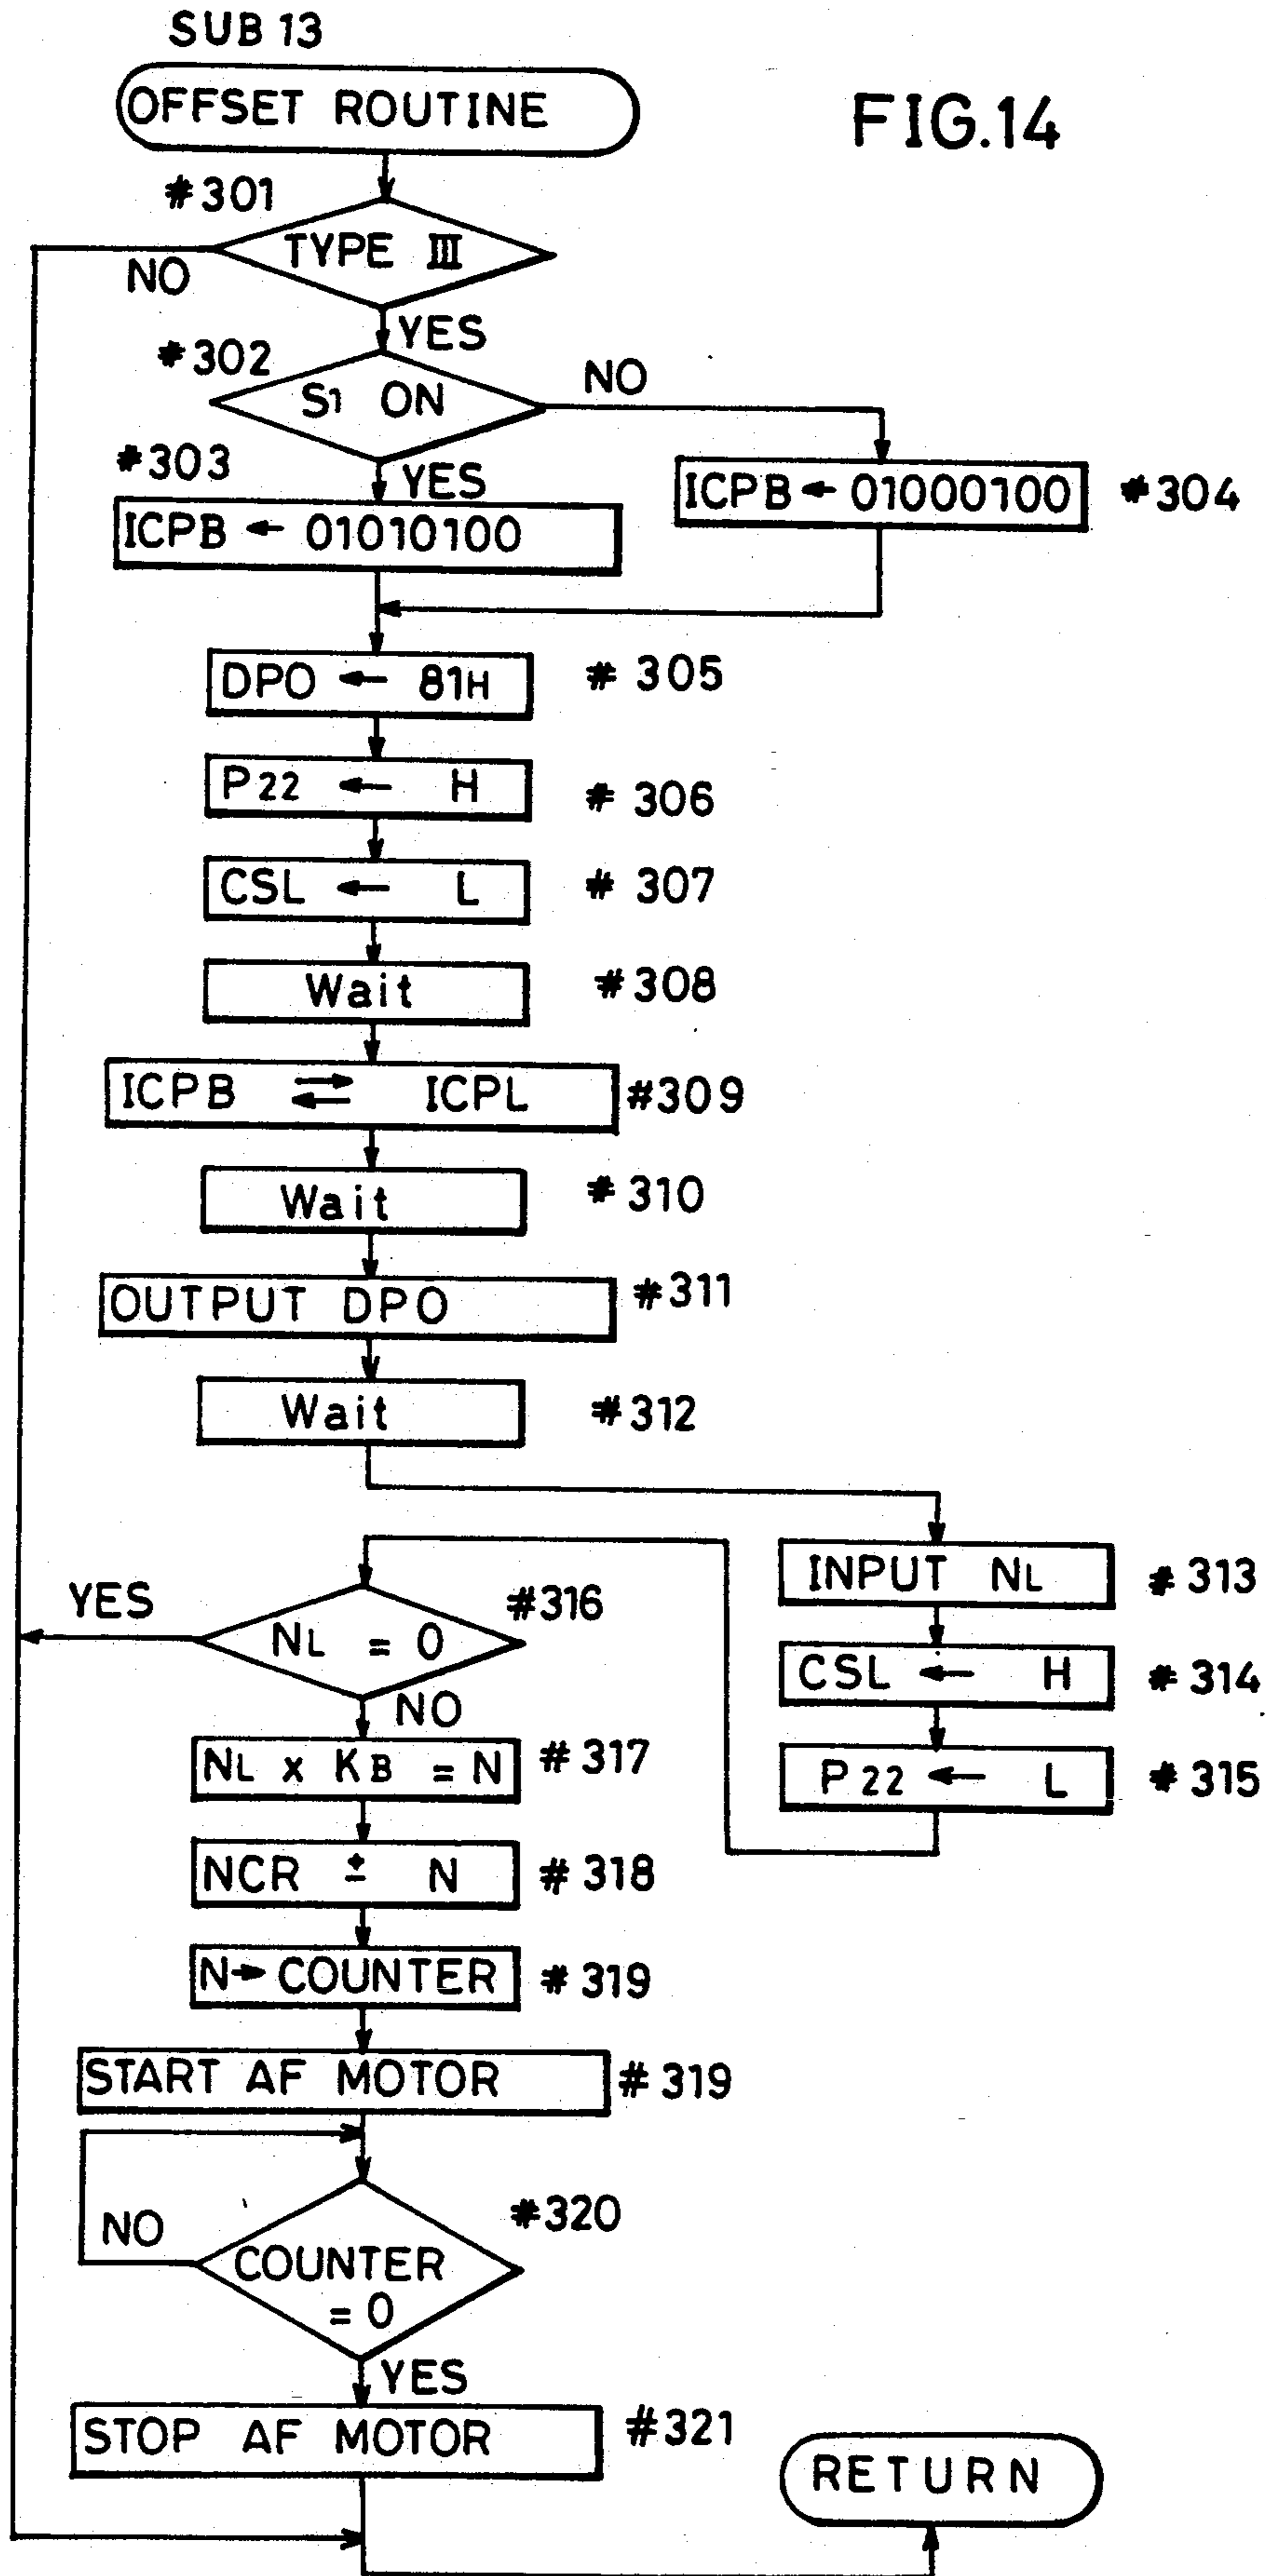 SUB 13
OFFSET ROUTINE
FIG.14
#301
TYPE III
NO
YES
#302
S1 ON
NO
#303
YES
ICPB ← 01010100
ICPB ← 01000100 #304
DPO ← 81H #305
P22 ← H #306
CSL ← L #307
Wait #308
ICPB ⇄ ICPL #309
Wait #310
OUTPUT DPO #311
Wait #312
INPUT NL #313
CSL ← H #314
P22 ← L #315
YES
NL = 0 #316
NO
NL x KB = N #317
NCR ± N #318
N→COUNTER #319
START AF MOTOR #319
NO
COUNTER
= 0
#320
YES
STOP AF MOTOR #321
RETURN